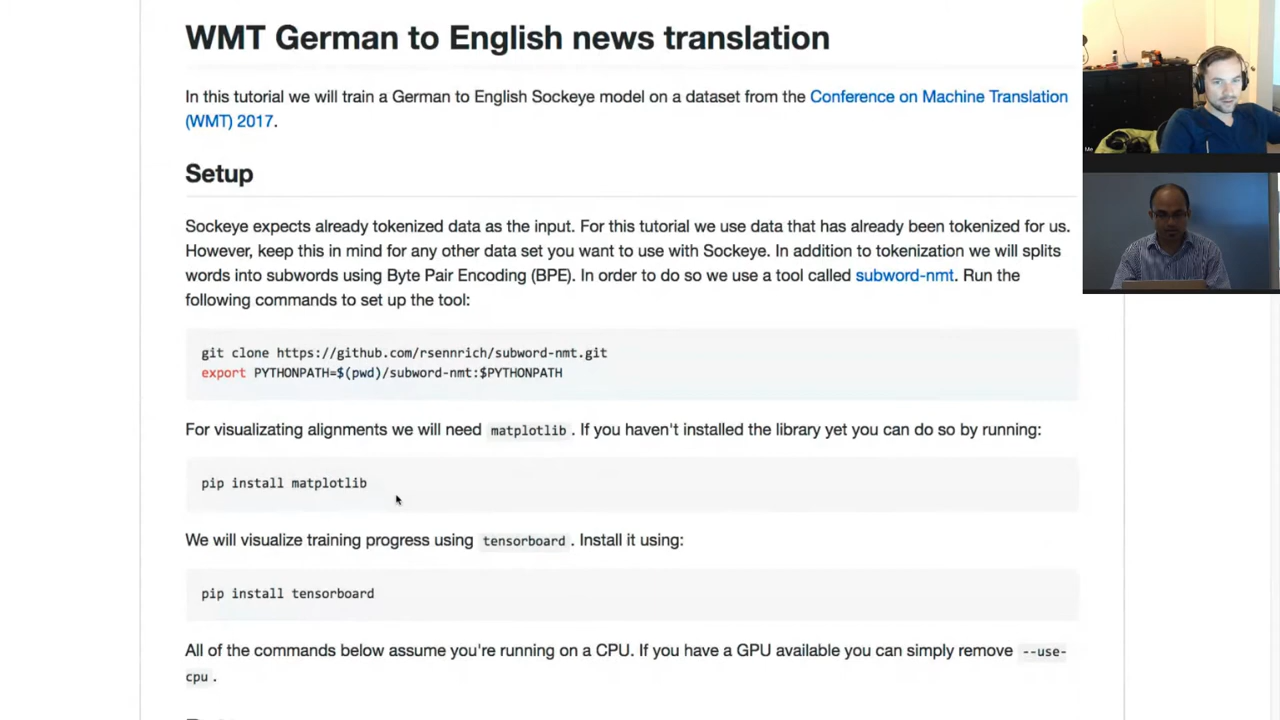 WMT German to English news translation
In this tutorial we will train a German to English Sockeye model on a dataset from the Conference on Machine Translation
(WMT) 2017.
Setup
Sockeye expects already tokenized data as the input. For this tutorial we use data that has already been tokenized for us.
However, keep this in mind for any other data set you want to use with Sockeye. In addition to tokenization we will splits
words into subwords using Byte Pair Encoding (BPE). In order to do so we use a tool called subword-nmt. Run the
following commands to set up the tool:
git clone https://github.com/rsennrich/subword-nmt.git
export PYTHONPATH=$(pwd)/subword-nmt:$PYTHONPATH
For visualizating alignments we will need matplotlib. If you haven't installed the library yet you can do so by running:
pip install matplotlib
We will visualize training progress using tensorboard. Install it using:
pip install tensorboard
All of the commands below assume you're running on a CPU. If you have a GPU available you can simply remove --use-
cpu.
Me